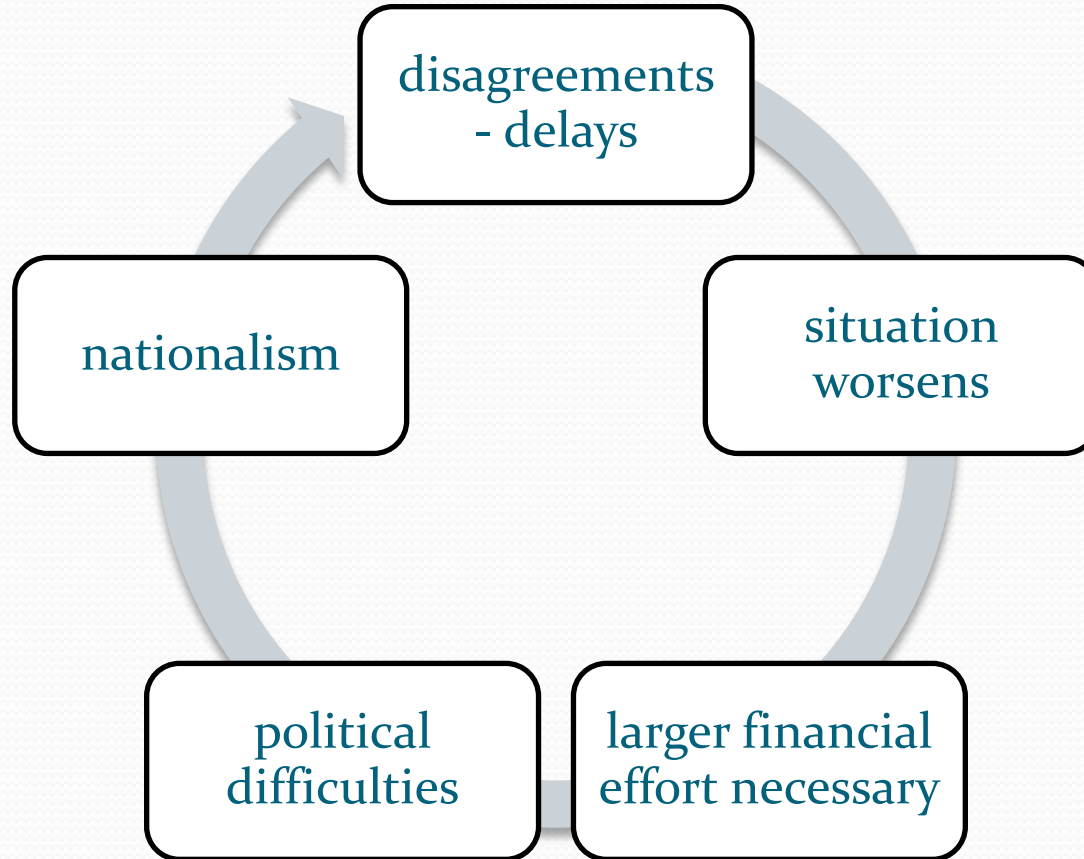 disagreements
- delays
situation
worsens
larger financial
effort necessary
political
difficulties
nationalism